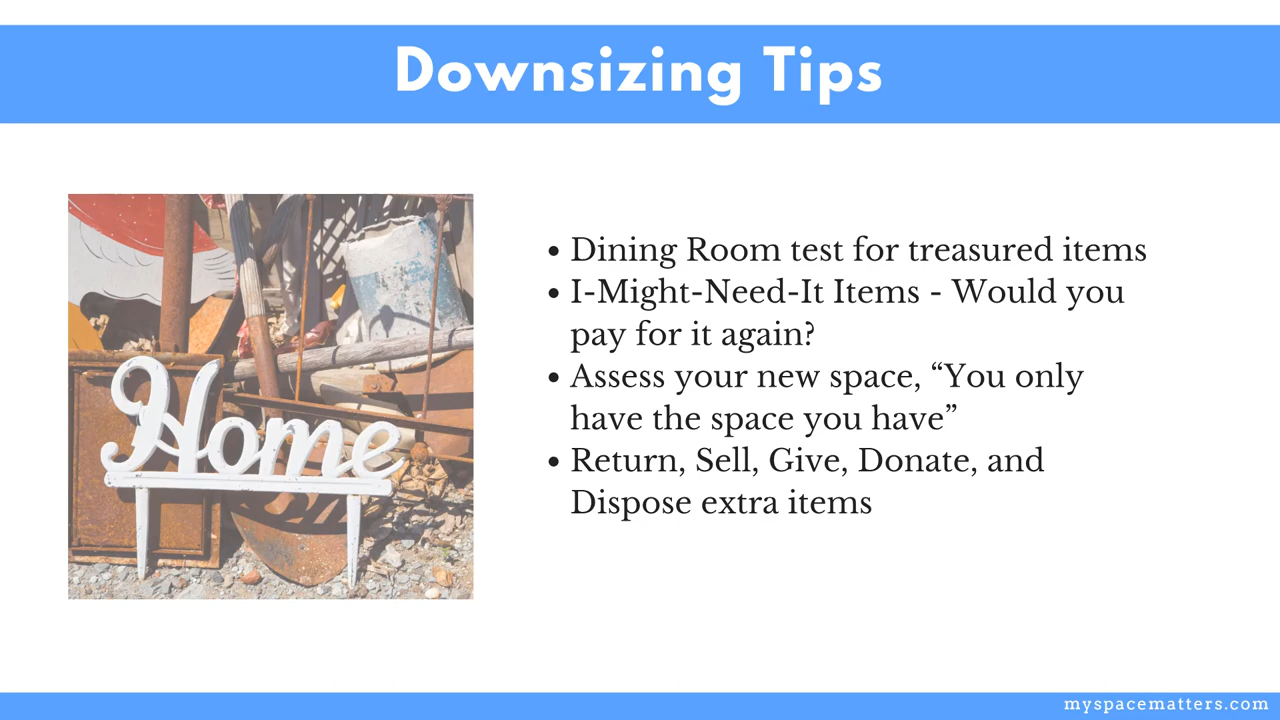 Downsizing Tips
Home
• Dining Room test for treasured items
• I-Might-Need-It Items - Would you
pay for it again?
• Assess your new space, “You only
have the space you have”
• Return, Sell, Give, Donate, and
Dispose extra items
myspacematters.com